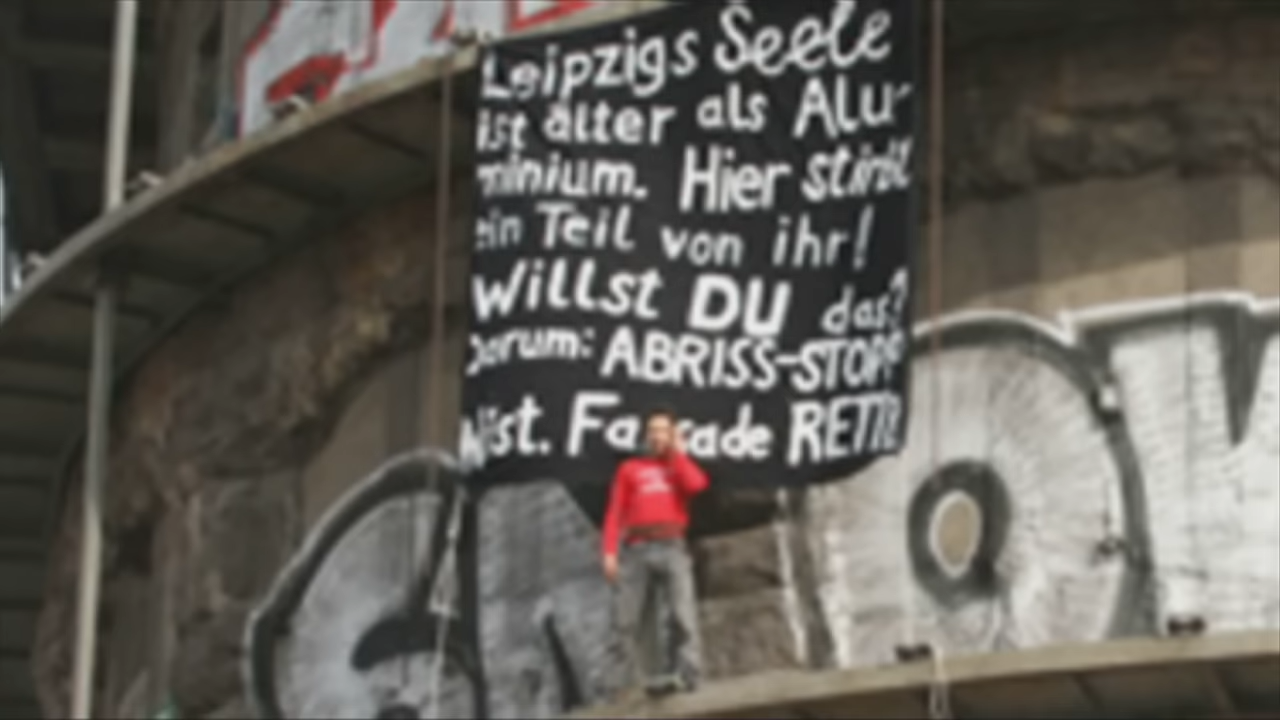 Leipzigs Seele
ist älter als Alu-
minium. Hier stirbt
ein Teil von ihr!
Willst DU das?
Darum: ABRISS-STOPP
hist. Fassade